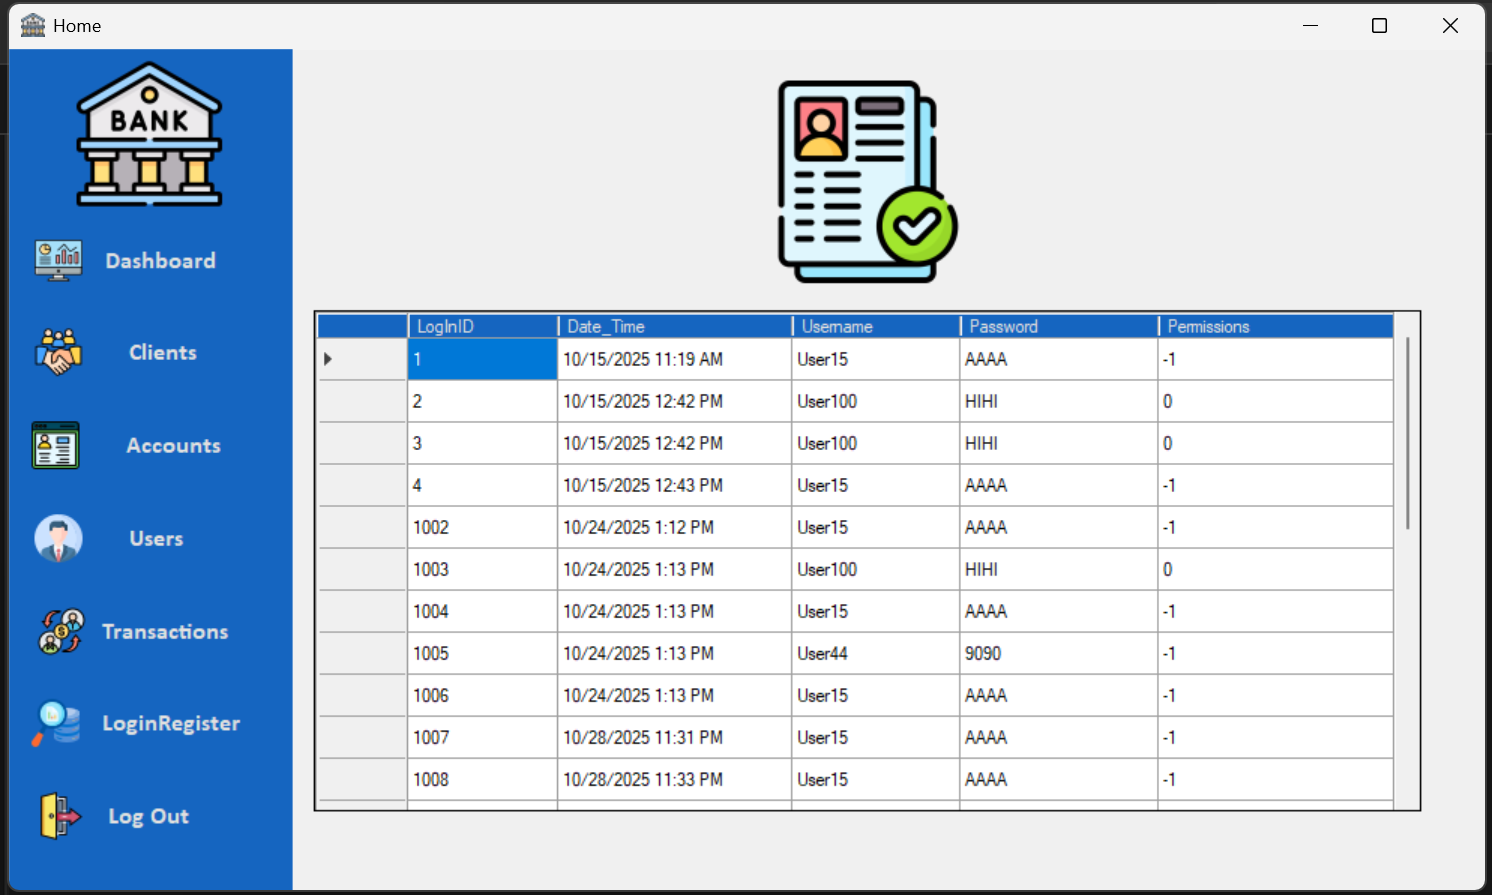 Home
BANK
Dashboard
Clients
Accounts
Users
Transactions
LoginRegister
Log Out
LogInID Date_Time Username Password Permissions
1 10/15/2025 11:19 AM User15 AAAA -1
2 10/15/2025 12:42 PM User100 HIHI 0
3 10/15/2025 12:42 PM User100 HIHI 0
4 10/15/2025 12:43 PM User15 AAAA -1
1002 10/24/2025 1:12 PM User15 AAAA -1
1003 10/24/2025 1:13 PM User100 HIHI 0
1004 10/24/2025 1:13 PM User15 AAAA -1
1005 10/24/2025 1:13 PM User44 9090 -1
1006 10/24/2025 1:13 PM User15 AAAA -1
1007 10/28/2025 11:31 PM User15 AAAA -1
1008 10/28/2025 11:33 PM User15 AAAA -1